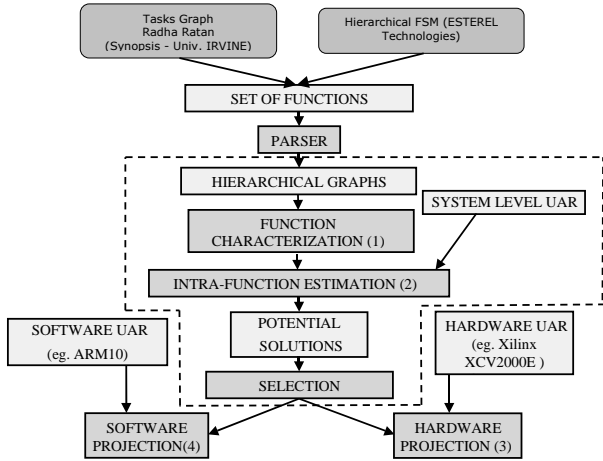 Tasks Graph
Radha Ratan
(Synopsis - Univ. IRVINE)
Hierarchical FSM (ESTEREL
Technologies)
SET OF FUNCTIONS
PARSER
HIERARCHICAL GRAPHS
SYSTEM LEVEL UAR
FUNCTION
CHARACTERIZATION (1)
INTRA-FUNCTION ESTIMATION (2)
SOFTWARE UAR
(eg. ARM10)
POTENTIAL
SOLUTIONS
HARDWARE UAR
(eg. Xilinx
XCV2000E )
SELECTION
SOFTWARE
PROJECTION(4)
HARDWARE
PROJECTION (3)